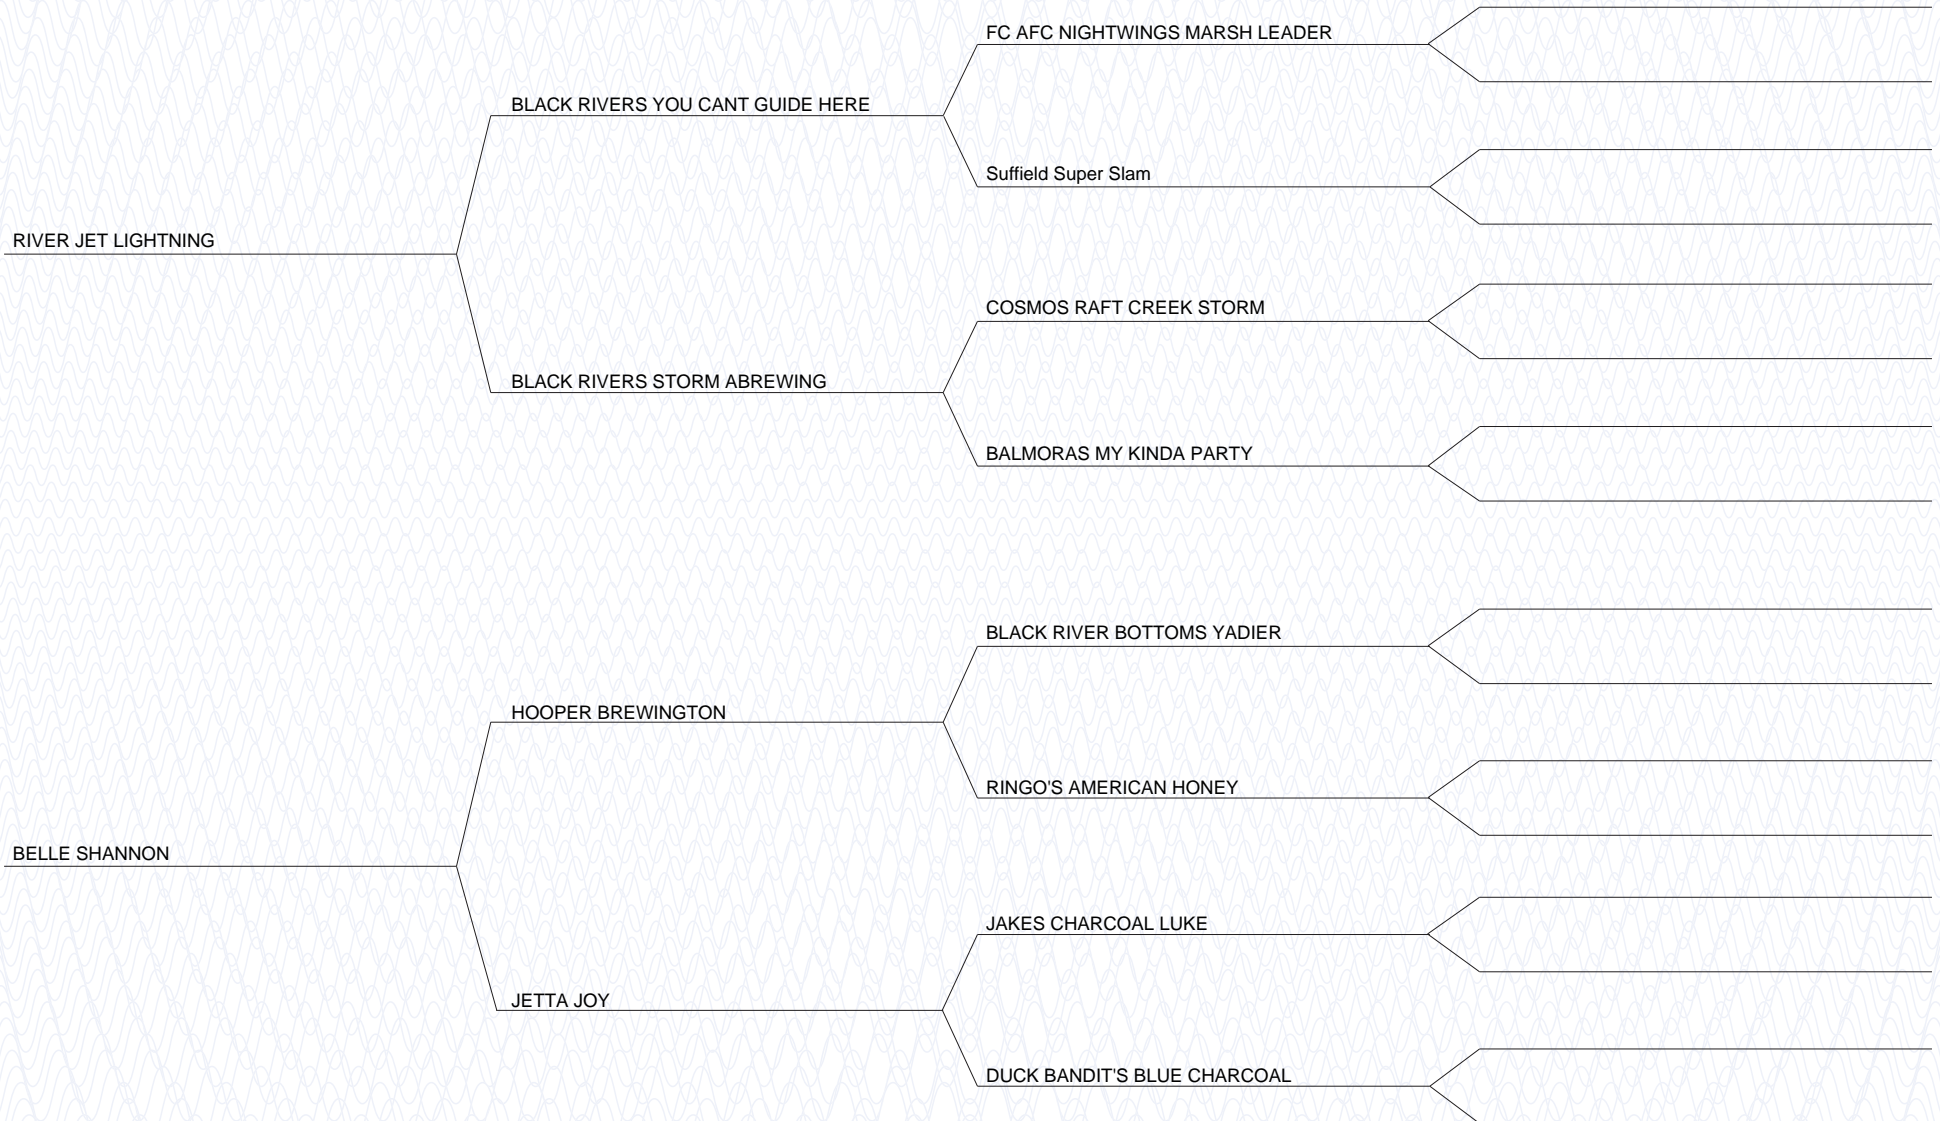 FC AFC NIGHTWINGS MARSH LEADER
BLACK RIVERS YOU CANT GUIDE HERE
Suffield Super Slam
RIVER JET LIGHTNING
COSMOS RAFT CREEK STORM
BLACK RIVERS STORM ABREWING
BALMORAS MY KINDA PARTY
BLACK RIVER BOTTOMS YADIER
HOOPER BREWINGTON
RINGO'S AMERICAN HONEY
BELLE SHANNON
JAKES CHARCOAL LUKE
JETTA JOY
DUCK BANDIT'S BLUE CHARCOAL